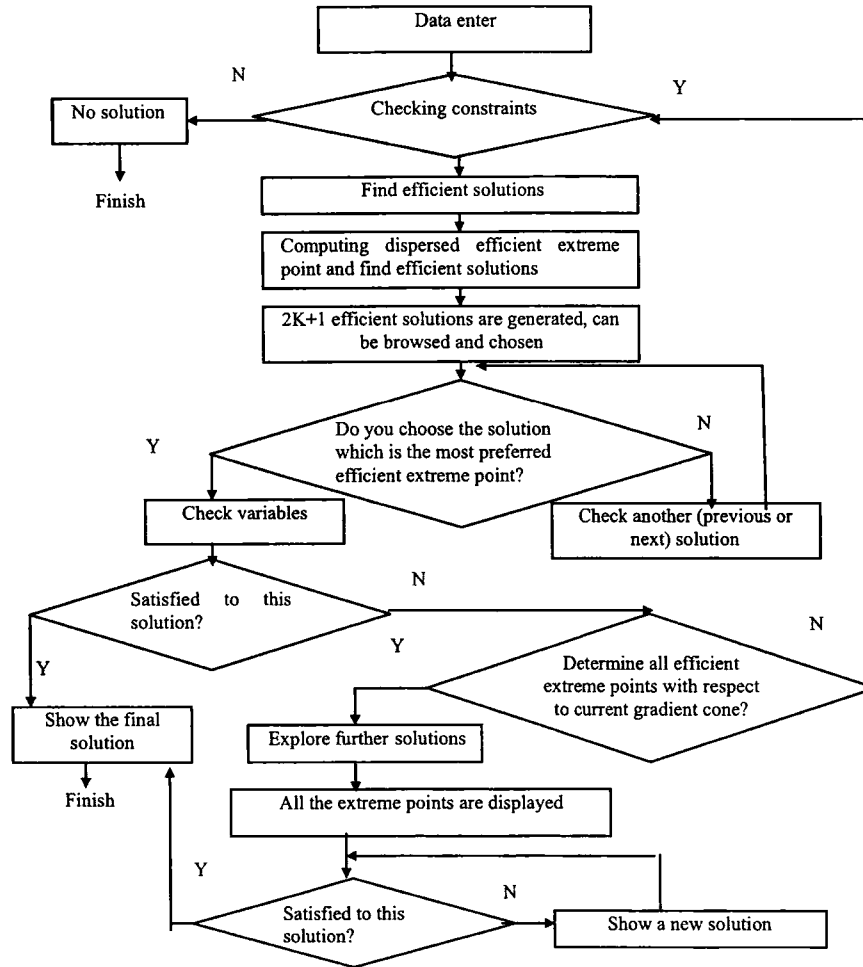 Data enter
N
Y
Checking constraints
No solution
Finish
Find efficient solutions
Computing dispersed efficient extreme
point and find efficient solutions
2K+1 efficient solutions are generated, can
be browsed and chosen
Y
N
Do you choose the solution
which is the most preferred
efficient extreme point?
Check variables
Check another (previous or
next) solution
N
Satisfied to this
solution?
N
Y
Y
Determine all efficient
extreme points with respect
to current gradient cone?
Show the final
solution
Explore further solutions
Finish
All the extreme points are displayed
Y
N
Satisfied to this
solution?
Show a new solution